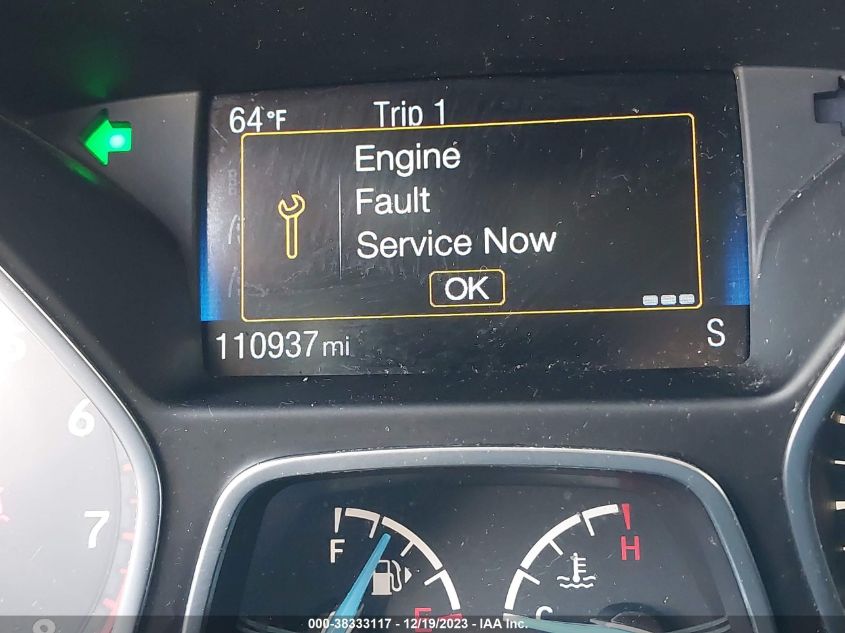 64°F Trip 1
Engine
Fault
Service Now
OK
110937 mi S
6
7
8
F E
C H
000-38333117 - 12/19/2023 - IAA Inc.